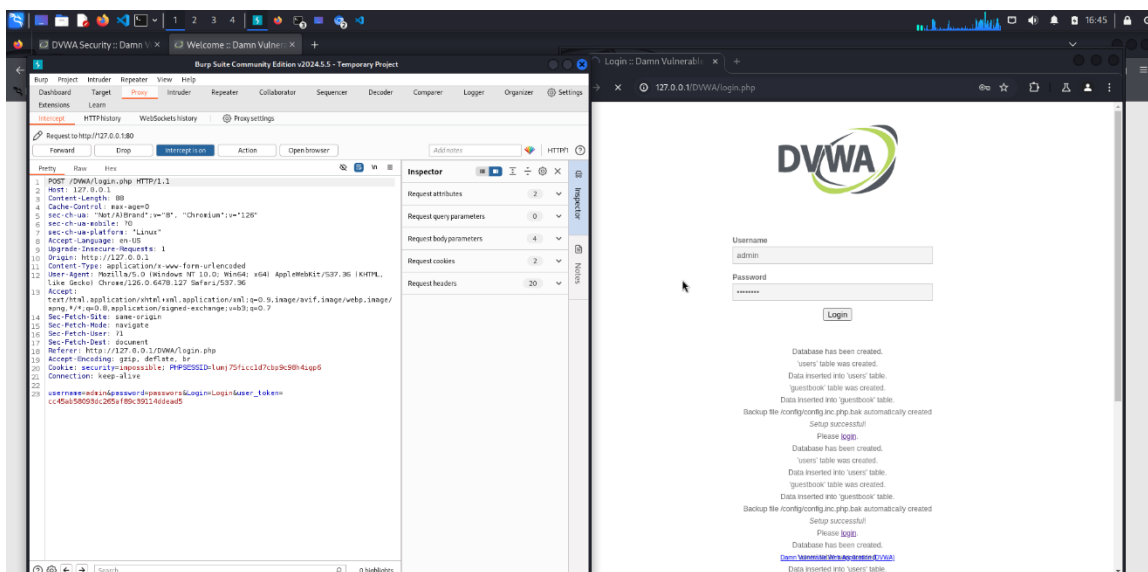 1 2 3 4 16:45
DVWA Security :: Damn V × Welcome :: Damn Vulnera × +
Burp Suite Community Edition v2024.5.5 - Temporary Project
Burp Project Intruder Repeater View Help
Dashboard Target Proxy Intruder Repeater Collaborator Sequencer Decoder Comparer Logger Organizer Settings
Extensions Learn
Intercept HTTP history WebSockets history Proxy settings
Request to http://127.0.0.1:80
Forward Drop Intercept is on Action Open browser Add notes HTTP/1
Pretty Raw Hex
1 POST /DVWA/login.php HTTP/1.1
2 Host: 127.0.0.1
3 Content-Length: 88
4 Cache-Control: max-age=0
5 sec-ch-ua: "Not/A)Brand";v="8", "Chromium";v="126"
6 sec-ch-ua-mobile: ?0
7 sec-ch-ua-platform: "Linux"
8 Accept-Language: en-US
9 Upgrade-Insecure-Requests: 1
10 Origin: http://127.0.0.1
11 Content-Type: application/x-www-form-urlencoded
12 User-Agent: Mozilla/5.0 (Windows NT 10.0; Win64; x64) AppleWebKit/537.36 (KHTML,
like Gecko) Chrome/126.0.6478.127 Safari/537.36
13 Accept:
text/html,application/xhtml+xml,application/xml;q=0.9,image/avif,image/webp,image/
apng,*/*;q=0.8,application/signed-exchange;v=b3;q=0.7
14 Sec-Fetch-Site: same-origin
15 Sec-Fetch-Mode: navigate
16 Sec-Fetch-User: ?1
17 Sec-Fetch-Dest: document
18 Referer: http://127.0.0.1/DVWA/login.php
19 Accept-Encoding: gzip, deflate, br
20 Cookie: security=impossible; PHPSESSID=lumj75ficc1d7cbp9c98h4igp6
21 Connection: keep-alive
22
23 username=admin&password=passwors&Login=Login&user_token=
cc45ab58093dc265af89c39114ddead5
Inspector
Request attributes 2
Request query parameters 0
Request body parameters 4
Request cookies 2
Request headers 20
Inspector
Notes
Search 0 highlights
Login :: Damn Vulnerable × +
127.0.0.1/DVWA/login.php
DVWA
Username
admin
Password
••••••••
Login
Database has been created.
'users' table was created.
Data inserted into 'users' table.
'guestbook' table was created.
Data inserted into 'guestbook' table.
Backup file /config/config.inc.php.bak automatically created
Setup successful!
Please login.
Database has been created.
'users' table was created.
Data inserted into 'users' table.
'guestbook' table was created.
Data inserted into 'guestbook' table.
Backup file /config/config.inc.php.bak automatically created
Setup successful!
Please login.
Database has been created.
Damn Vulnerable Web Application (DVWA)
Data inserted into 'users' table.